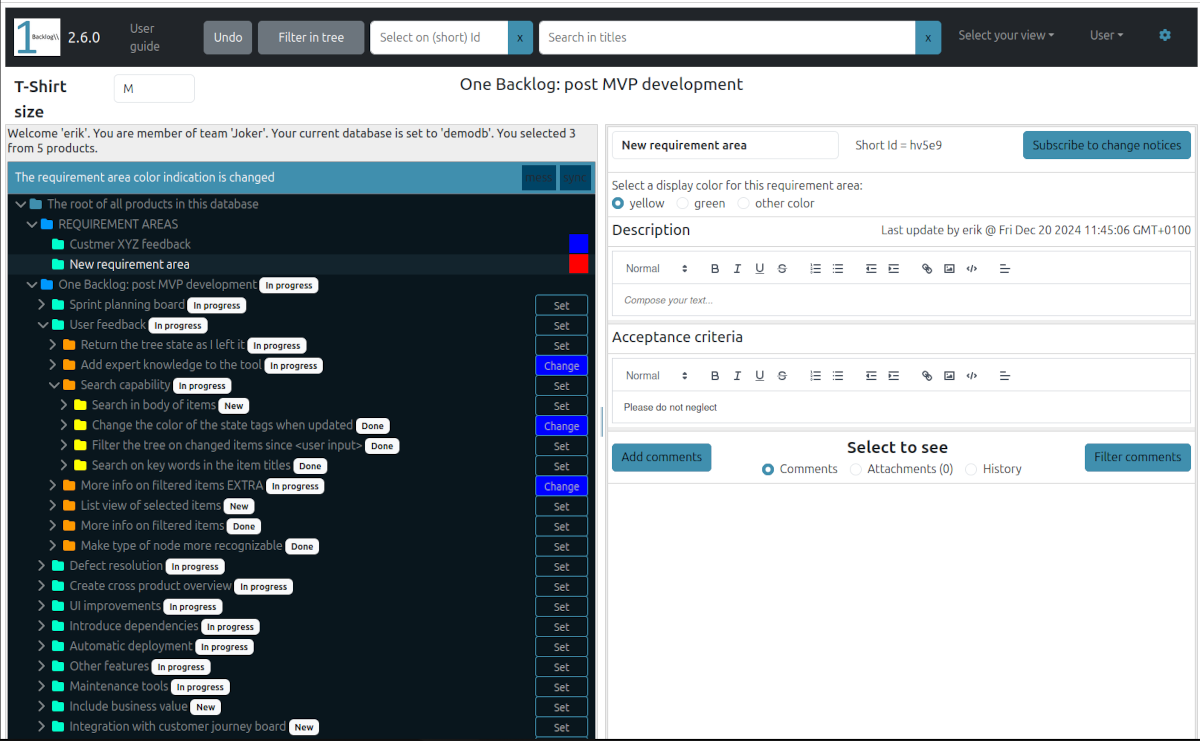 1 Backlog\\
2.6.0
User guide
Undo
Filter in tree
Select on (short) Id
x
Search in titles
x
Select your view
User
T-Shirt size
M
One Backlog: post MVP development
Welcome 'erik'. You are member of team 'Joker'. Your current database is set to 'demodb'. You selected 3
from 5 products.
The requirement area color indication is changed
mess
sync
The root of all products in this database
REQUIREMENT AREAS
Custmer XYZ feedback
New requirement area
One Backlog: post MVP development In progress
Sprint planning board In progress Set
User feedback In progress Set
Return the tree state as I left it In progress Set
Add expert knowledge to the tool In progress Change
Search capability In progress Set
Search in body of items New Set
Change the color of the state tags when updated Done Change
Filter the tree on changed items since <user input> Done Set
Search on key words in the item titles Done Set
More info on filtered items EXTRA In progress Change
List view of selected items New Set
More info on filtered items Done Set
Make type of node more recognizable Done Set
Defect resolution In progress Set
Create cross product overview In progress Set
UI improvements In progress Set
Introduce dependencies In progress Set
Automatic deployment In progress Set
Other features In progress Set
Maintenance tools In progress Set
Include business value New Set
Integration with customer journey board New Set
New requirement area
Short Id = hv5e9
Subscribe to change notices
Select a display color for this requirement area:
yellow green other color
Description
Last update by erik @ Fri Dec 20 2024 11:45:06 GMT+0100
Normal B I U S
Compose your text...
Acceptance criteria
Normal B I U S
Please do not neglect
Add comments
Select to see
Comments Attachments (0) History
Filter comments